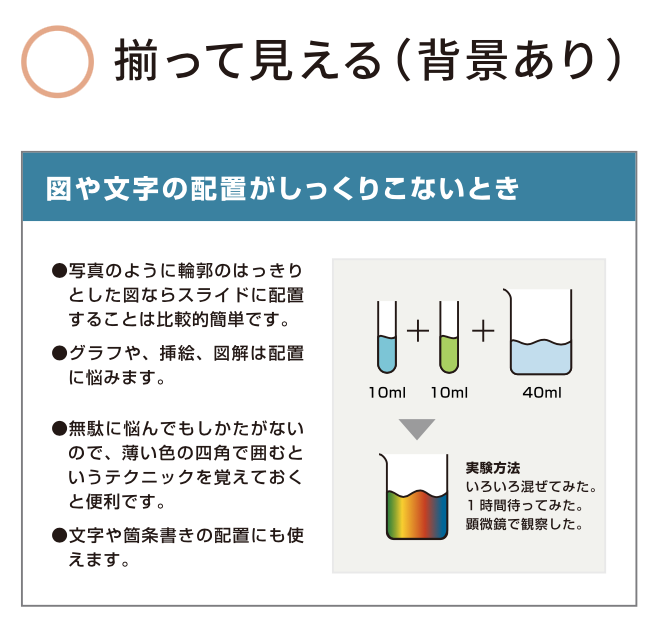 揃って見える（背景あり）
図や文字の配置がしっくりこないとき
●写真のように輪郭のはっきり
とした図ならスライドに配置
することは比較的簡単です。
●グラフや、挿絵、図解は配置
に悩みます。
●無駄に悩んでもしかたがない
ので、薄い色の四角で囲むと
いうテクニックを覚えておく
と便利です。
●文字や箇条書きの配置にも使
えます。
＋ ＋
10ml 10ml 40ml
実験方法
いろいろ混ぜてみた。
1 時間待ってみた。
顕微鏡で観察した。